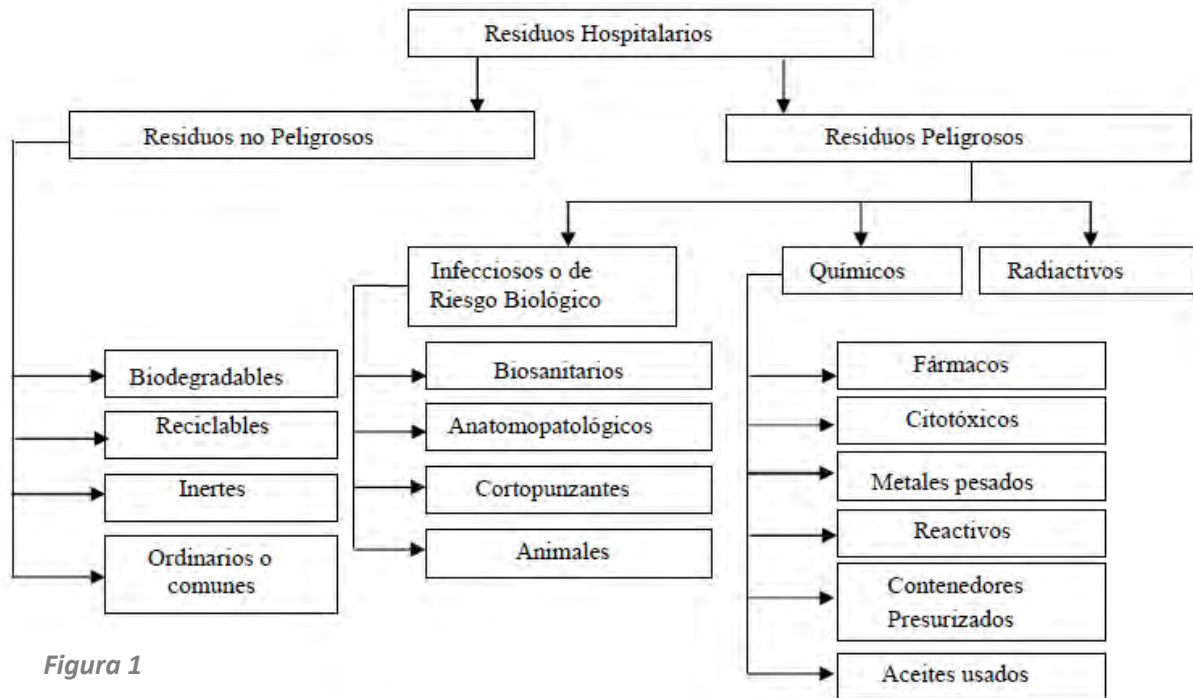 Residuos Hospitalarios
Residuos no Peligrosos
Residuos Peligrosos
Infecciosos o de
Riesgo Biológico
Químicos
Radiactivos
Biodegradables
Reciclables
Inertes
Ordinarios o
comunes
Biosanitarios
Anatomopatológicos
Cortopunzantes
Animales
Fármacos
Citotóxicos
Metales pesados
Reactivos
Contenedores
Presurizados
Aceites usados
Figura 1